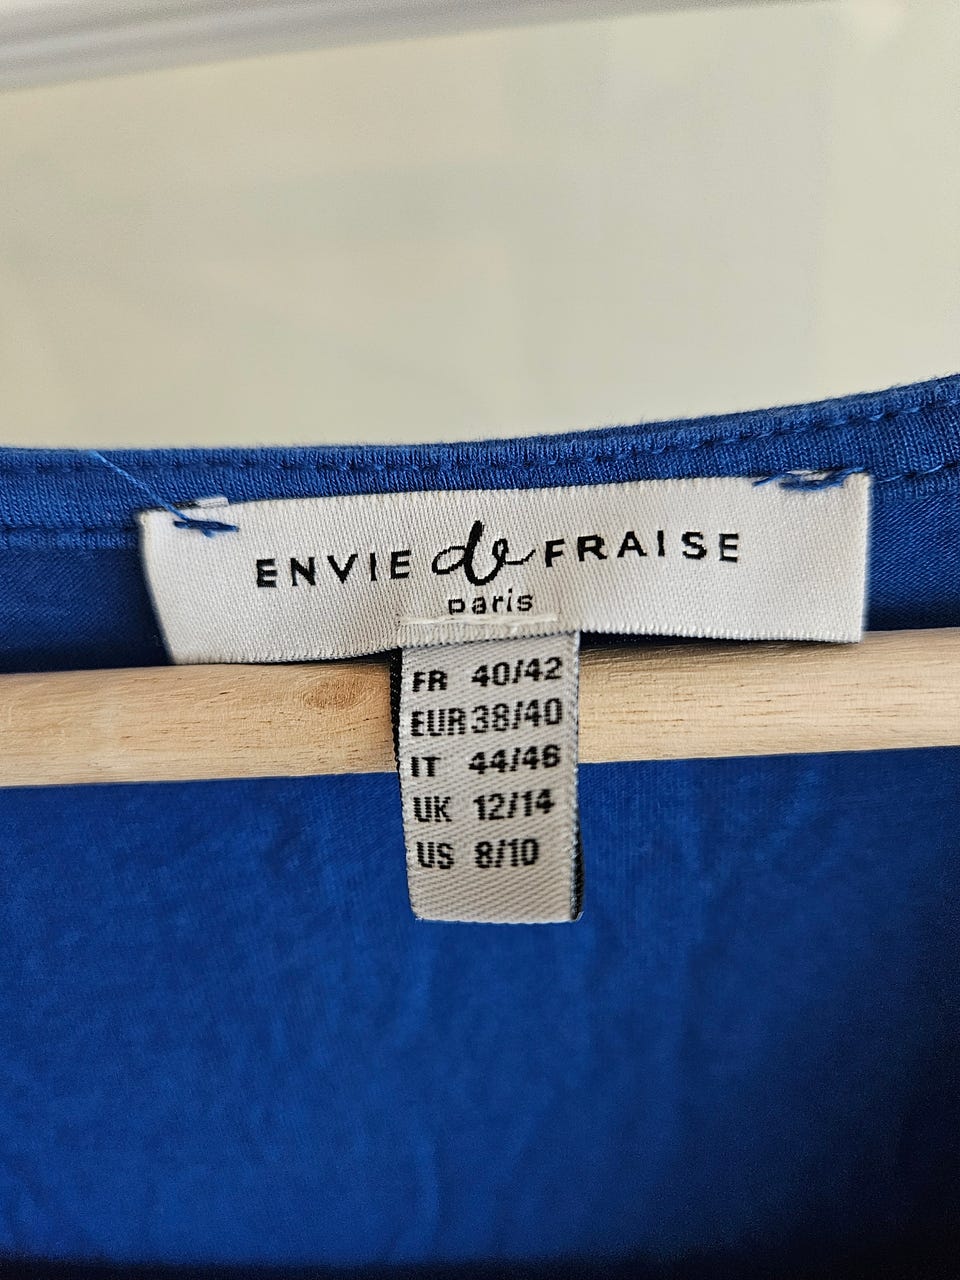 ENVIE de FRAISE
paris
FR 40/42
EUR 38/40
IT 44/46
UK 12/14
US 8/10